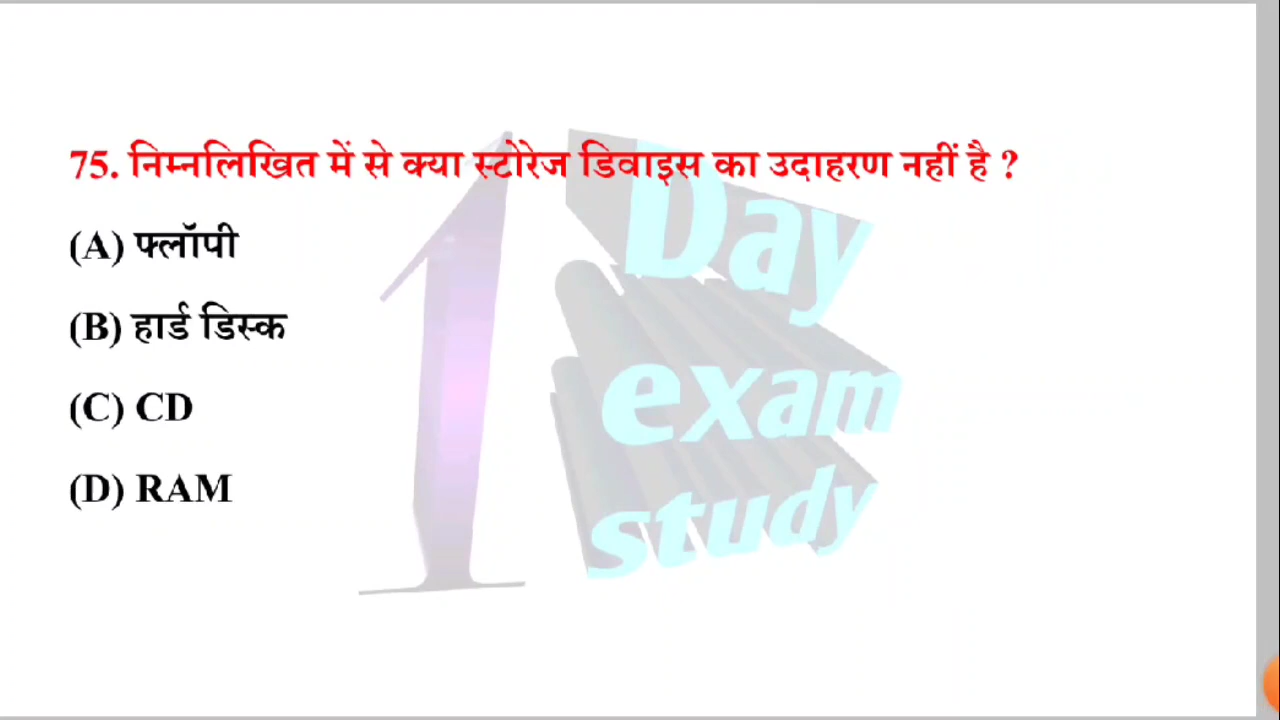 75. निम्नलिखित में से क्या स्टोरेज डिवाइस का उदाहरण नहीं है ?
(A) फ्लॉपी
(B) हार्ड डिस्क
(C) CD
(D) RAM
1 Day
exam
study